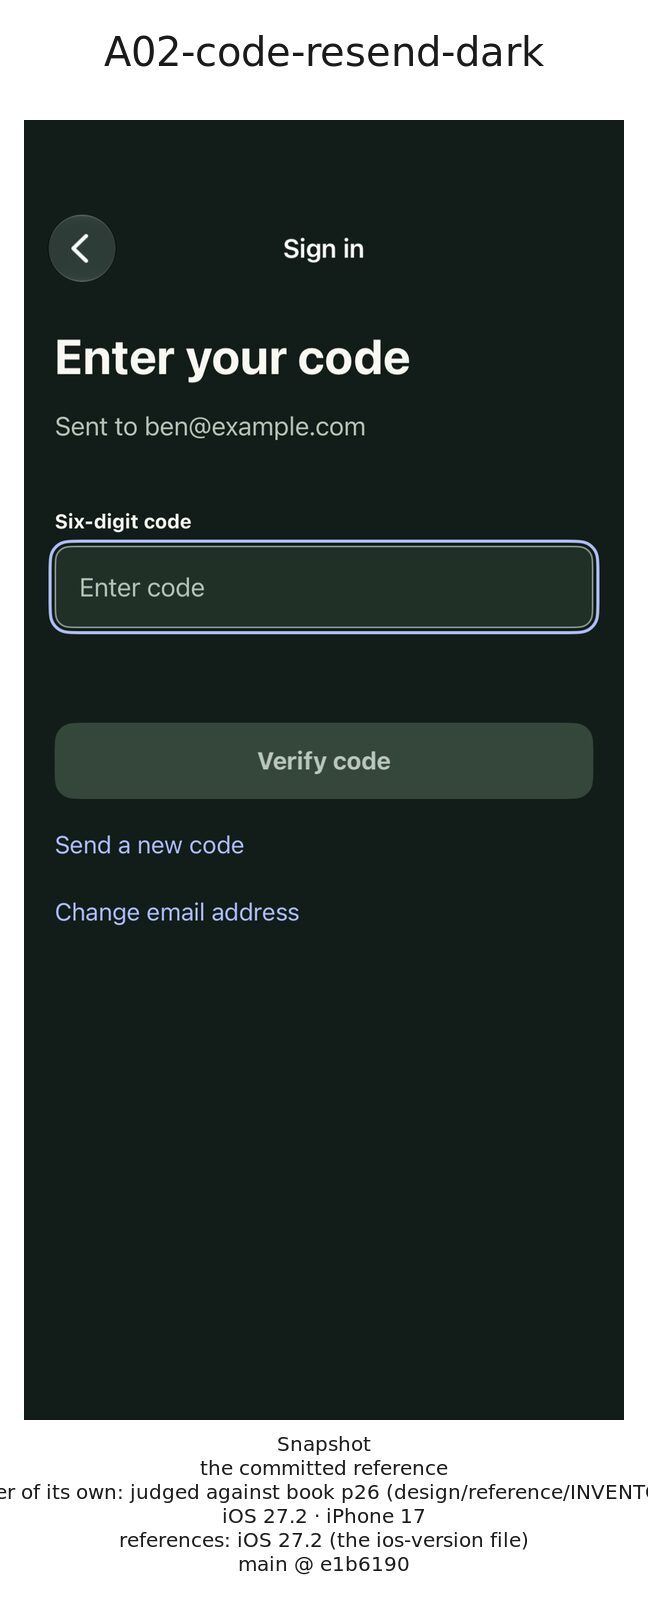 A02-code-resend-dark
Sign in
Enter your code
Sent to ben@example.com
Six-digit code
Enter code
Verify code
Send a new code
Change email address
Snapshot
the committed reference
of its own: judged against book p26 (design/reference/
iOS 27.2 · iPhone 17
references: iOS 27.2 (the ios-version file)
main @ e1b6190